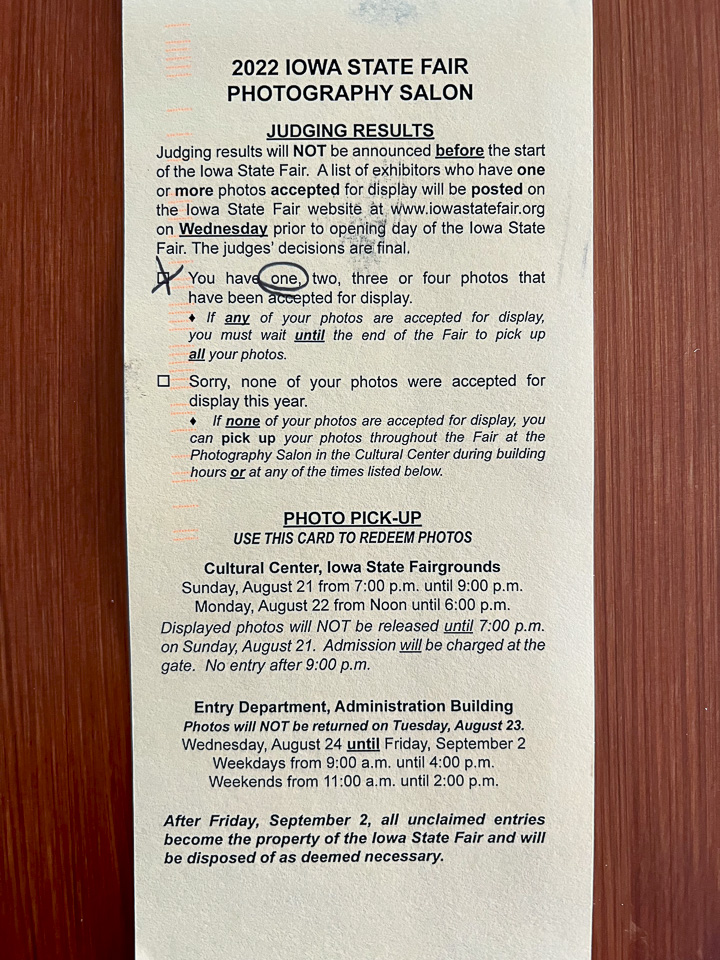 2022 IOWA STATE FAIR
PHOTOGRAPHY SALON
JUDGING RESULTS
Judging results will NOT be announced before the start
of the Iowa State Fair. A list of exhibitors who have one
or more photos accepted for display will be posted on
the Iowa State Fair website at www.iowastatefair.org
on Wednesday prior to opening day of the Iowa State
Fair. The judges' decisions are final.
You have one, two, three or four photos that
have been accepted for display.
♦ If any of your photos are accepted for display,
you must wait until the end of the Fair to pick up
all your photos.
☐ Sorry, none of your photos were accepted for
display this year.
♦ If none of your photos are accepted for display, you
can pick up your photos throughout the Fair at the
Photography Salon in the Cultural Center during building
hours or at any of the times listed below.
PHOTO PICK-UP
USE THIS CARD TO REDEEM PHOTOS
Cultural Center, Iowa State Fairgrounds
Sunday, August 21 from 7:00 p.m. until 9:00 p.m.
Monday, August 22 from Noon until 6:00 p.m.
Displayed photos will NOT be released until 7:00 p.m.
on Sunday, August 21. Admission will be charged at the
gate. No entry after 9:00 p.m.
Entry Department, Administration Building
Photos will NOT be returned on Tuesday, August 23.
Wednesday, August 24 until Friday, September 2
Weekdays from 9:00 a.m. until 4:00 p.m.
Weekends from 11:00 a.m. until 2:00 p.m.
After Friday, September 2, all unclaimed entries
become the property of the Iowa State Fair and will
be disposed of as deemed necessary.